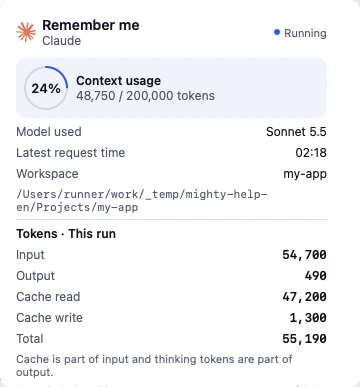 Remember me
Claude
Running
24%
Context usage
48,750 / 200,000 tokens
Model used Sonnet 5.5
Latest request time 02:18
Workspace my-app
/Users/runner/work/_temp/mighty-help-
en/Projects/my-app
Tokens · This run
Input 54,700
Output 490
Cache read 47,200
Cache write 1,300
Total 55,190
Cache is part of input and thinking tokens are part of
output.